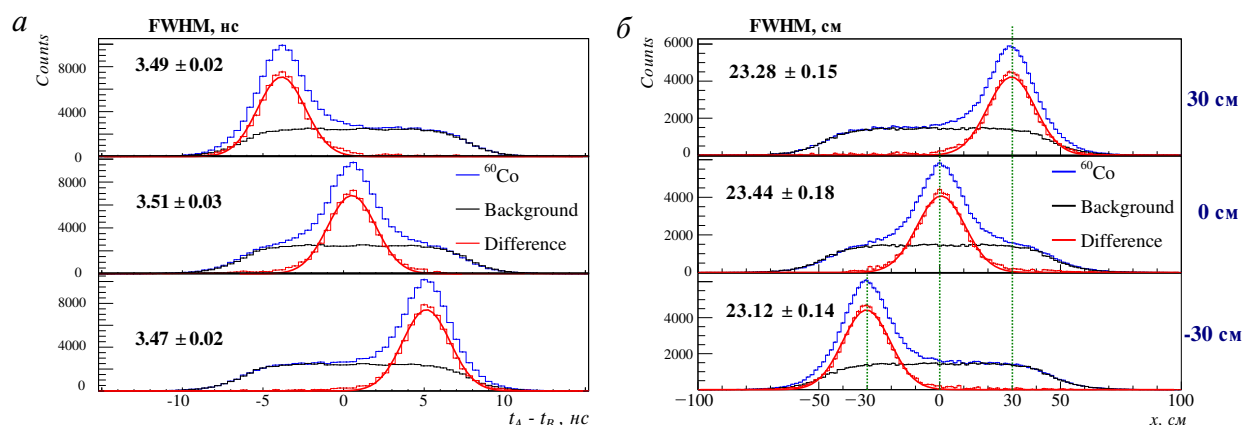 а
FWHM, нс
Counts
8000
4000
0
3.49 ± 0.02
8000
4000
0
3.51 ± 0.03
60Co
Background
Difference
8000
4000
0
3.47 ± 0.02
-10 -5 0 5 10
t_A - t_B , нс
б
FWHM, см
Counts
6000
4000
2000
0
23.28 ± 0.15
30 см
4000
2000
0
23.44 ± 0.18
60Co
Background
Difference
0 см
4000
2000
0
23.12 ± 0.14
-30 см
−100 −50 −30 0 30 50 100
x, см